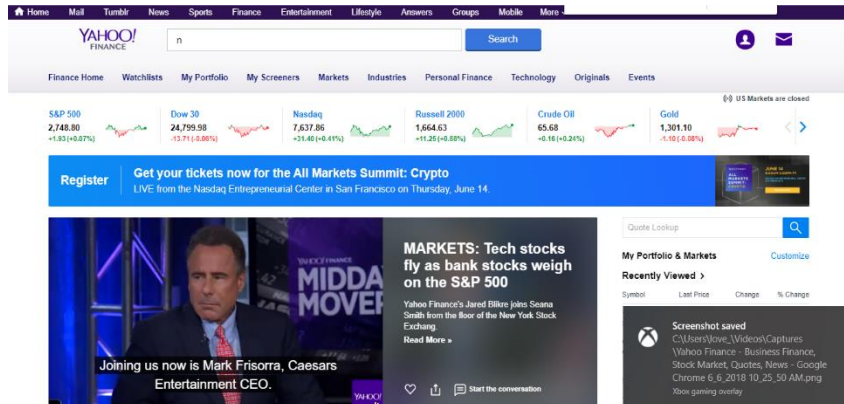 Home Mail Tumblr News Sports Finance Entertainment Lifestyle Answers Groups Mobile More
YAHOO!
FINANCE
n
Search
Finance Home Watchlists My Portfolio My Screeners Markets Industries Personal Finance Technology Originals Events
US Markets are closed
S&P 500 Dow 30 Nasdaq Russell 2000 Crude Oil Gold
2,748.80 24,799.98 7,637.86 1,664.63 65.68 1,301.10
+1.93 (+0.07%) -13.71 (-0.06%) +31.40 (+0.41%) +11.25 (+0.68%) +0.16 (+0.24%) -1.10 (-0.08%)
Register
Get your tickets now for the All Markets Summit: Crypto
LIVE from the Nasdaq Entrepreneurial Center in San Francisco on Thursday, June 14.
YAHOO! FINANCE
MIDDA
MOVER
Joining us now is Mark Frisorra, Caesars
Entertainment CEO.
YAHOO!
MARKETS: Tech stocks
fly as bank stocks weigh
on the S&P 500
Yahoo Finance's Jared Blikre joins Seana
Smith from the floor of the New York Stock
Exchang.
Read More »
Start the conversation
Quote Lookup
My Portfolio & Markets Customize
Recently Viewed >
Symbol Last Price Change % Change
Screenshot saved
C:\Users\love_\Videos\Captures
\Yahoo Finance - Business Finance,
Stock Market, Quotes, News - Google
Chrome 6_6_2018 10_25_50 AM.png
Xbox gaming overlay